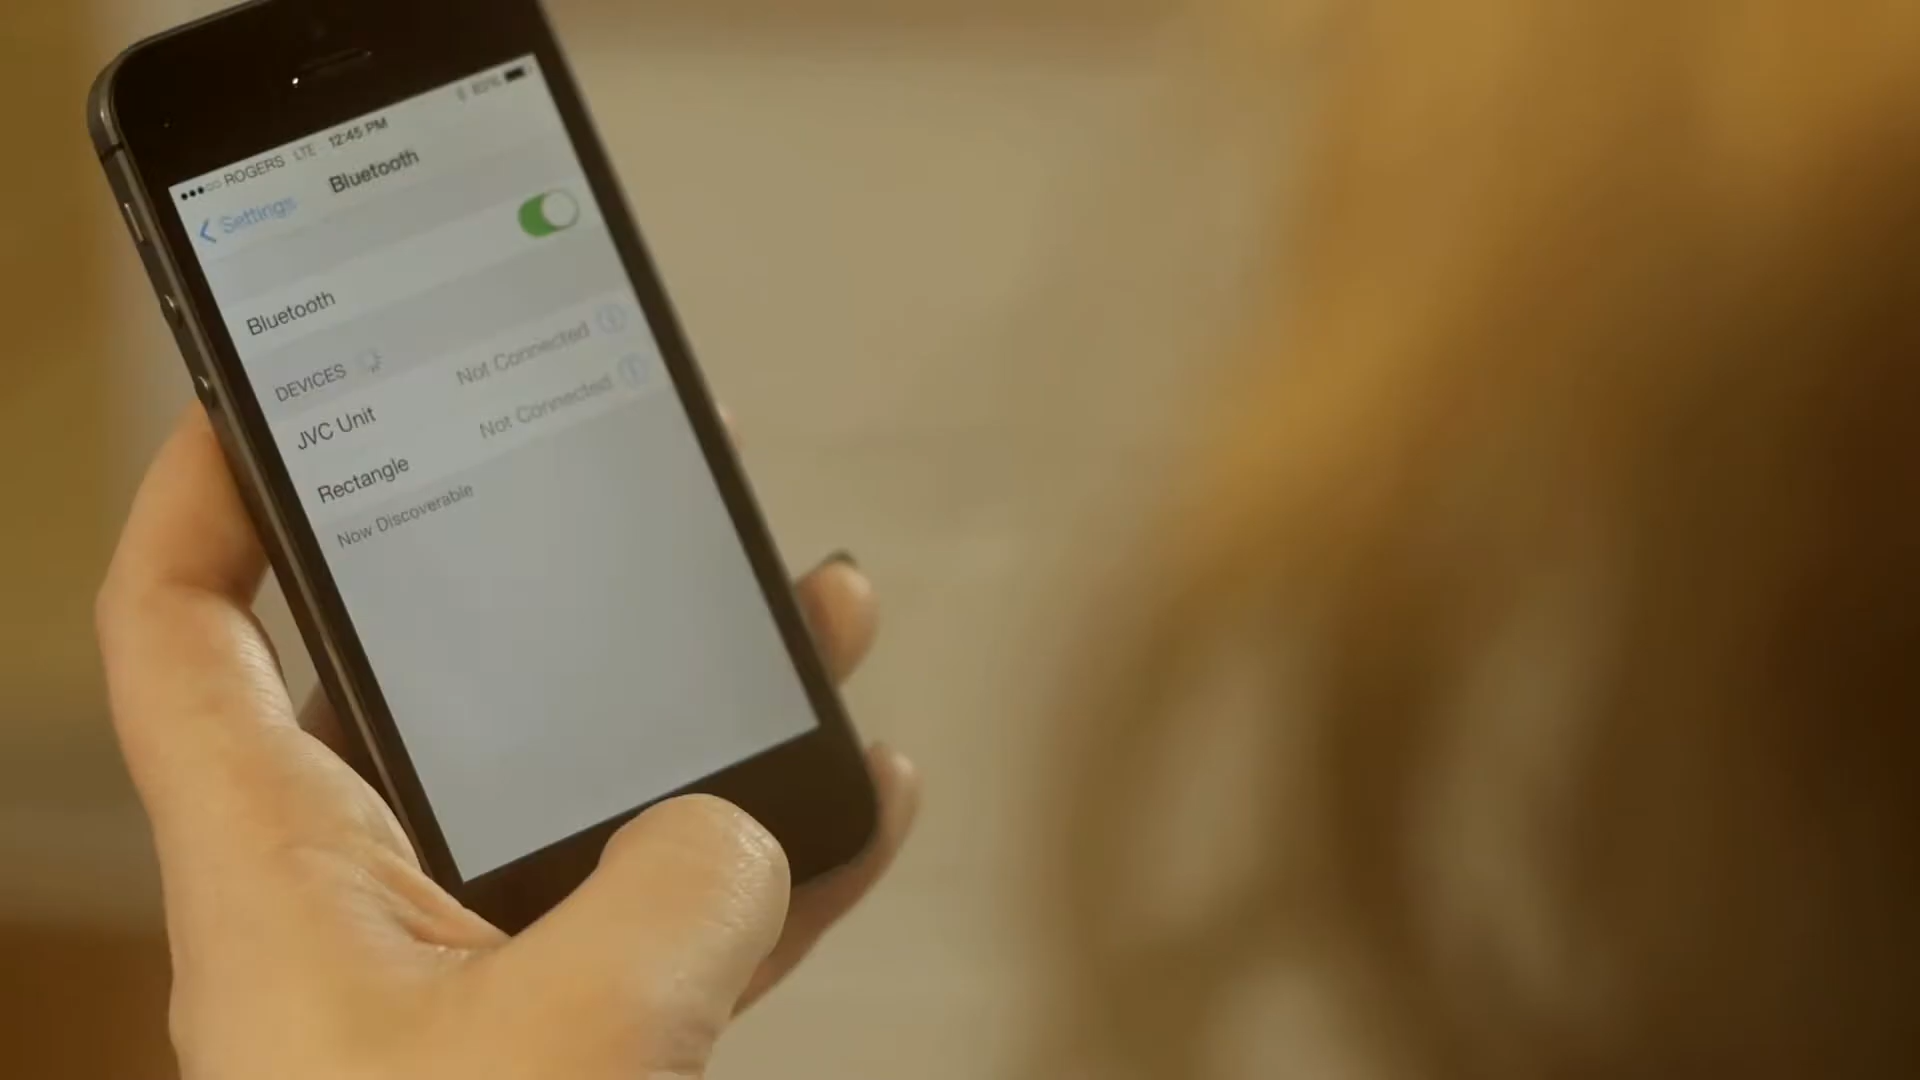 ROGERS LTE 12:45 PM
Settings Bluetooth
Bluetooth
DEVICES
JVC Unit Not Connected
Rectangle Not Connected
Now Discoverable